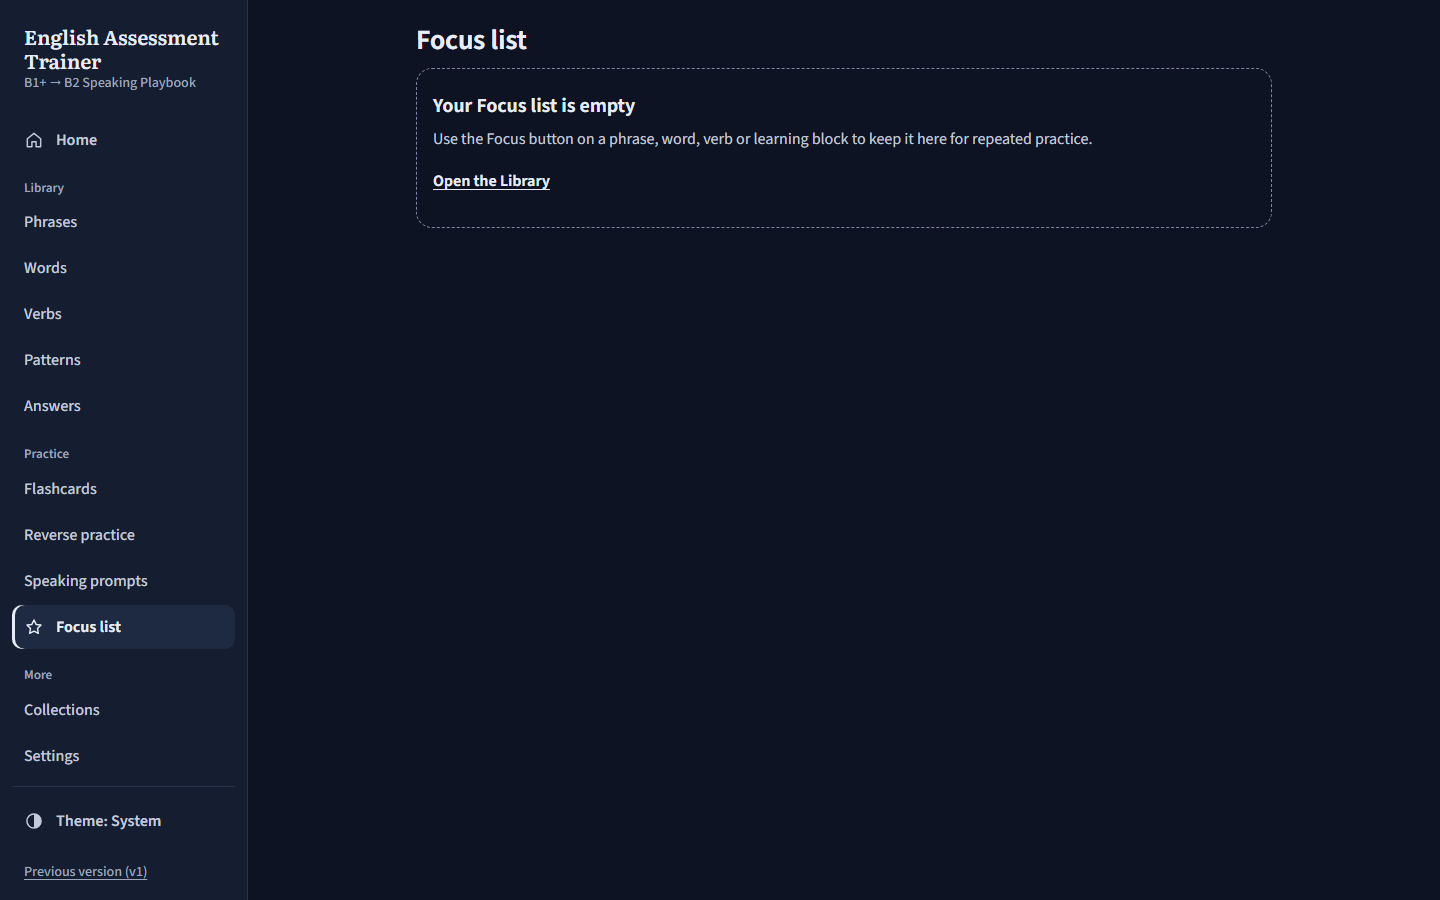 English Assessment
Trainer
B1+ → B2 Speaking Playbook
Home
Library
Phrases
Words
Verbs
Patterns
Answers
Practice
Flashcards
Reverse practice
Speaking prompts
Focus list
More
Collections
Settings
Theme: System
Previous version (v1)
Focus list
Your Focus list is empty
Use the Focus button on a phrase, word, verb or learning block to keep it here for repeated practice.
Open the Library